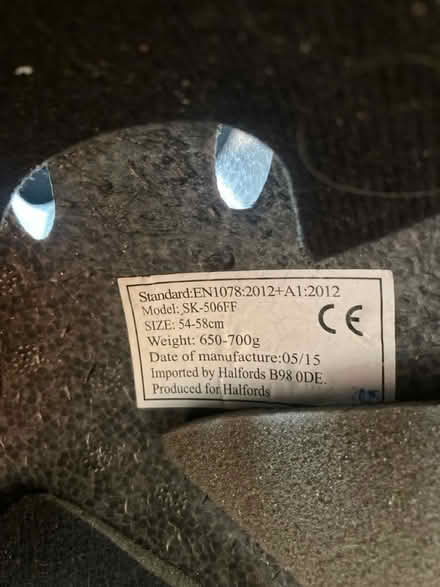 Standard:EN1078:2012+A1:2012
Model: SK-506FF
SIZE: 54-58cm
CE
Weight: 650-700g
Date of manufacture:05/15
Imported by Halfords B98 0DE.
Produced for Halfords